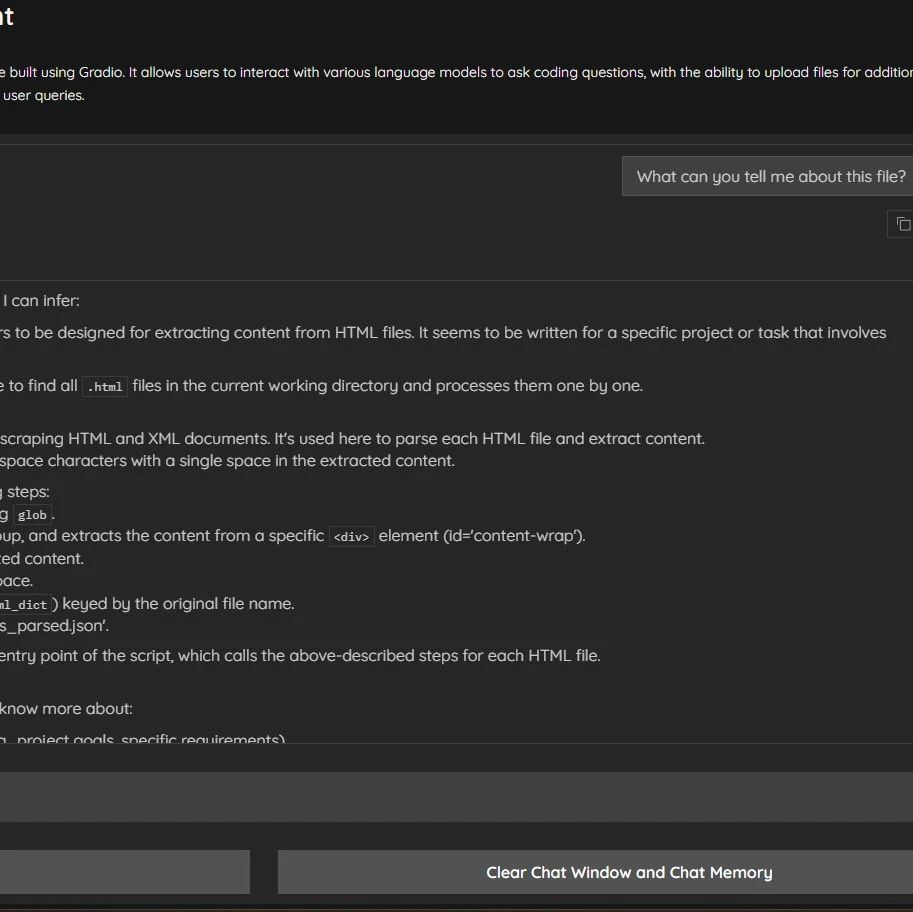 nt
e built using Gradio. It allows users to interact with various language models to ask coding questions, with the ability to upload files for addition
user queries.
What can you tell me about this file?
I can infer:
rs to be designed for extracting content from HTML files. It seems to be written for a specific project or task that involves
e to find all .html files in the current working directory and processes them one by one.
scraping HTML and XML documents. It's used here to parse each HTML file and extract content.
space characters with a single space in the extracted content.
g steps:
g glob.
oup, and extracts the content from a specific <div> element (id='content-wrap').
ted content.
pace.
ml_dict) keyed by the original file name.
s_parsed.json'.
entry point of the script, which calls the above-described steps for each HTML file.
know more about:
g., project goals, specific requirements)
Clear Chat Window and Chat Memory